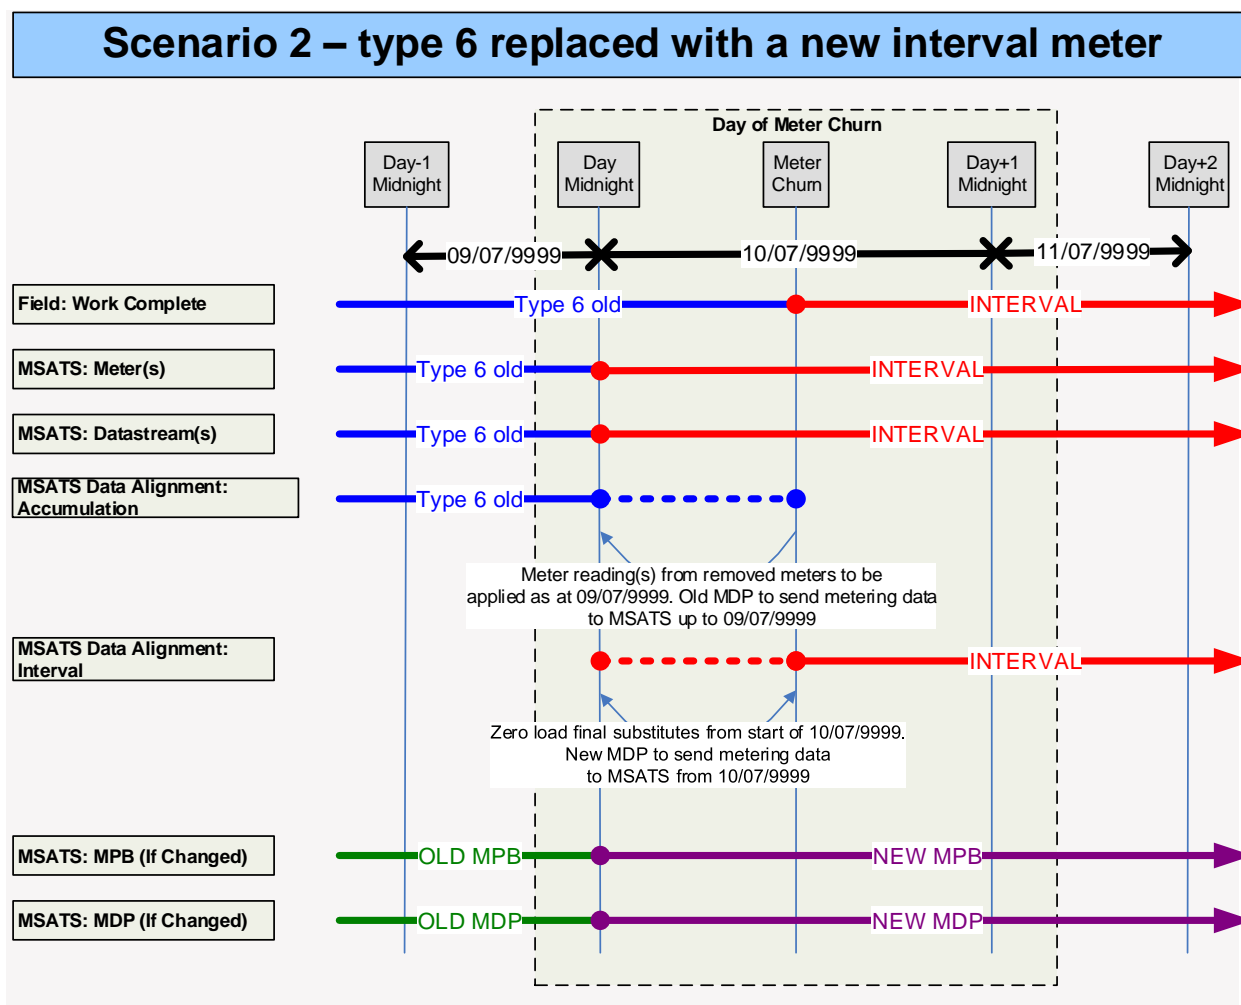 Scenario 2 – type 6 replaced with a new interval meter
Day of Meter Churn
Day-1
Midnight
Day
Midnight
Meter
Churn
Day+1
Midnight
Day+2
Midnight
09/07/9999
10/07/9999
11/07/9999
Field: Work Complete
Type 6 old
INTERVAL
MSATS: Meter(s)
Type 6 old
INTERVAL
MSATS: Datastream(s)
Type 6 old
INTERVAL
MSATS Data Alignment:
Accumulation
Type 6 old
Meter reading(s) from removed meters to be
applied as at 09/07/9999. Old MDP to send metering data
to MSATS up to 09/07/9999
MSATS Data Alignment:
Interval
INTERVAL
Zero load final substitutes from start of 10/07/9999.
New MDP to send metering data
to MSATS from 10/07/9999
MSATS: MPB (If Changed)
OLD MPB
NEW MPB
MSATS: MDP (If Changed)
OLD MDP
NEW MDP